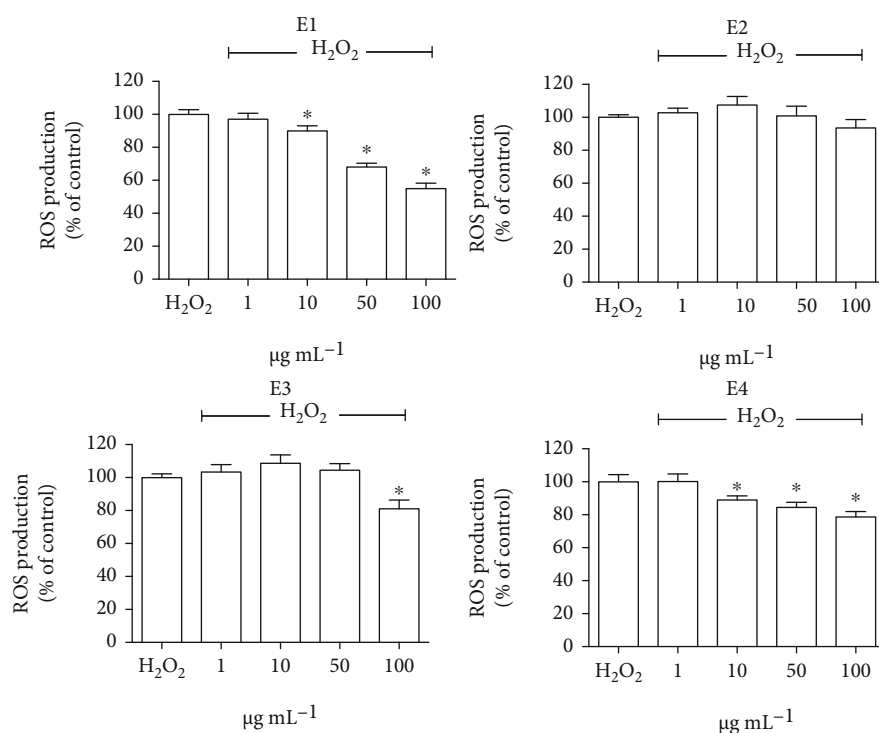 E1
H₂O₂
120
100
80
60
40
20
0
ROS production
(% of control)
*
*
*
H₂O₂ 1 10 50 100
µg mL⁻¹
E2
H₂O₂
120
100
80
60
40
20
0
ROS production
(% of control)
H₂O₂ 1 10 50 100
µg mL⁻¹
E3
H₂O₂
120
100
80
60
40
20
0
ROS production
(% of control)
*
H₂O₂ 1 10 50 100
µg mL⁻¹
E4
H₂O₂
120
100
80
60
40
20
0
ROS production
(% of control)
* * *
H₂O₂ 1 10 50 100
µg mL⁻¹